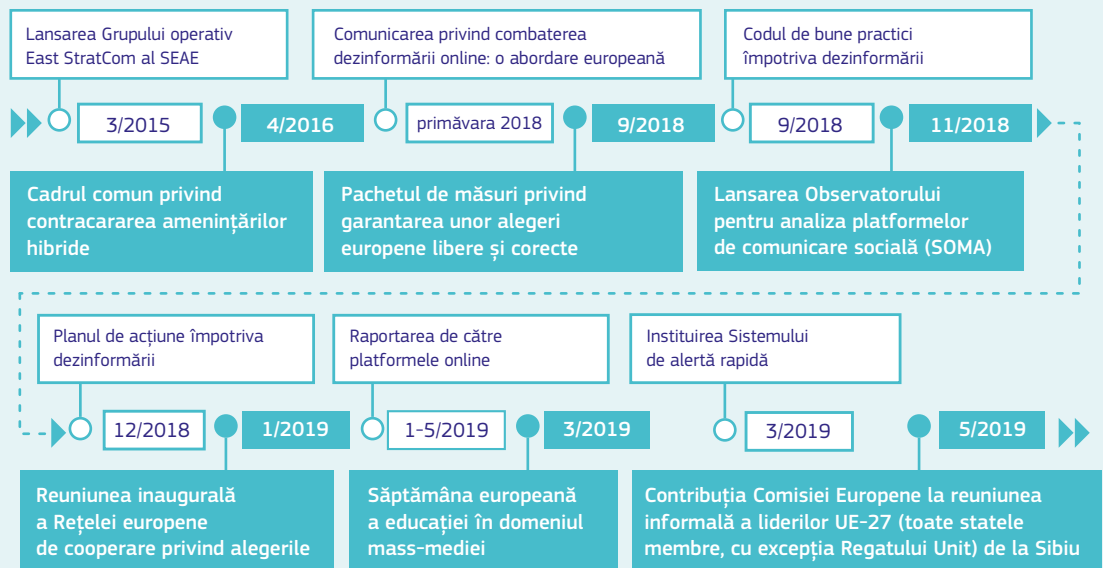 Lansarea Grupului operativ
East StratCom al SEAE
Comunicarea privind combaterea
dezinformării online: o abordare europeană
Codul de bune practici
împotriva dezinformării
3/2015
4/2016
primăvara 2018
9/2018
9/2018
11/2018
Cadrul comun privind
contracararea amenințărilor
hibride
Pachetul de măsuri privind
garantarea unor alegeri
europene libere și corecte
Lansarea Observatorului
pentru analiza platformelor
de comunicare socială (SOMA)
Planul de acțiune împotriva
dezinformării
Raportarea de către
platformele online
Instituirea Sistemului
de alertă rapidă
12/2018
1/2019
1-5/2019
3/2019
3/2019
5/2019
Reuniunea inaugurală
a Rețelei europene
de cooperare privind alegerile
Săptămâna europeană
a educației în domeniul
mass-mediei
Contribuția Comisiei Europene la reuniunea
informală a liderilor UE-27 (toate statele
membre, cu excepția Regatului Unit) de la Sibiu